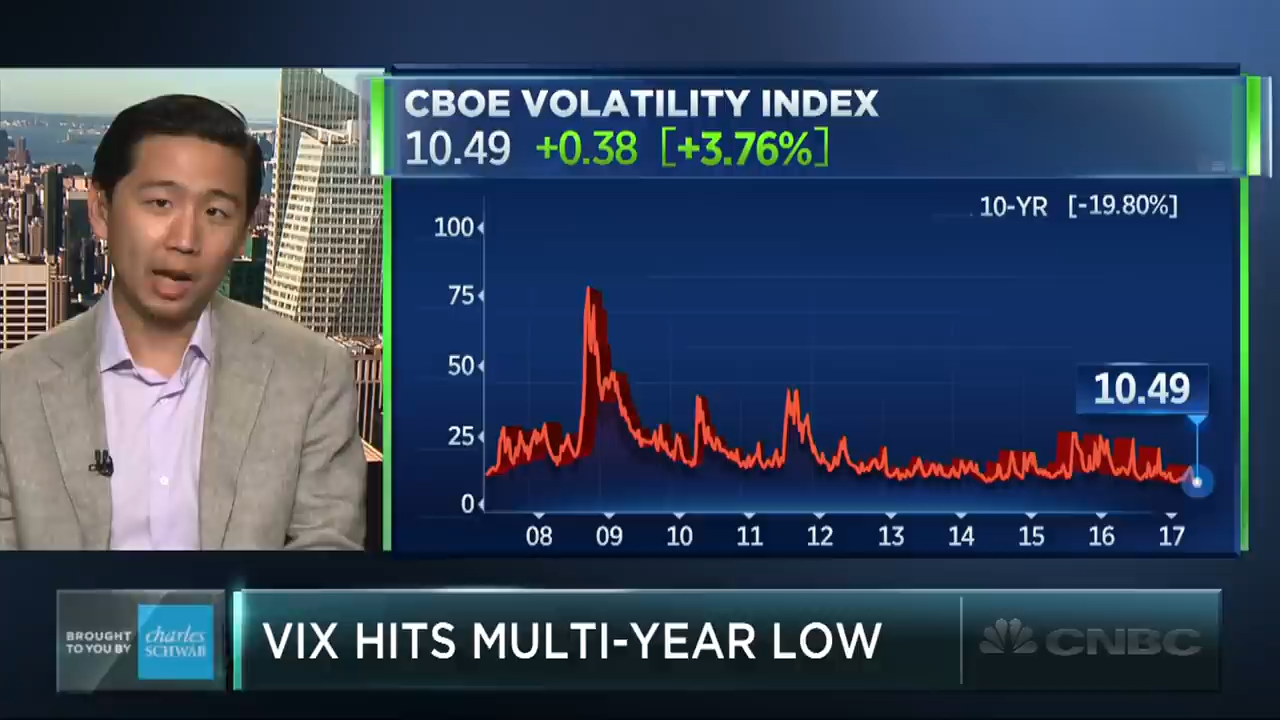 CBOE VOLATILITY INDEX
10.49 +0.38 [+3.76%]
10-YR [-19.80%]
100
75
50
25
0
10.49
08 09 10 11 12 13 14 15 16 17
BROUGHT
TO YOU BY
charles
SCHWAB
VIX HITS MULTI-YEAR LOW
CNBC